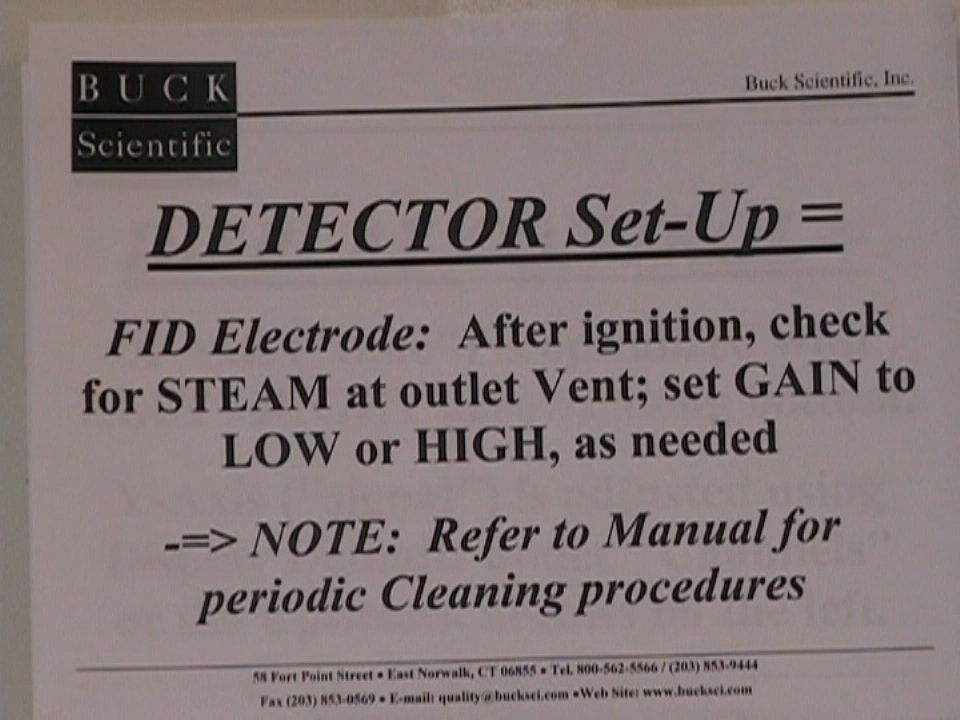 BUCK
Scientific
Buck Scientific, Inc.
DETECTOR Set-Up =
FID Electrode: After ignition, check
for STEAM at outlet Vent; set GAIN to
LOW or HIGH, as needed
-=> NOTE: Refer to Manual for
periodic Cleaning procedures
58 Fort Point Street • East Norwalk, CT 06855 • Tel. 800-562-5566 / (203) 853-9444
Fax (203) 853-0569 • E-mail: quality@bucksci.com •Web Site: www.bucksci.com